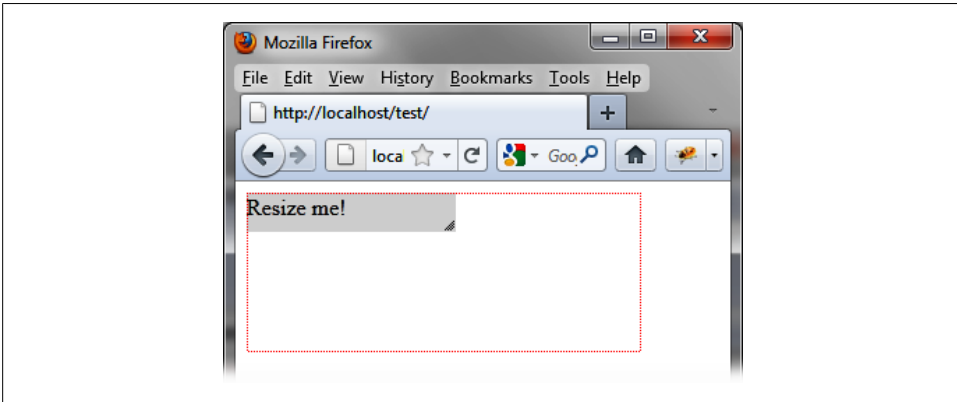 Mozilla Firefox
File Edit View History Bookmarks Tools Help
http://localhost/test/
loca Goo
Resize me!